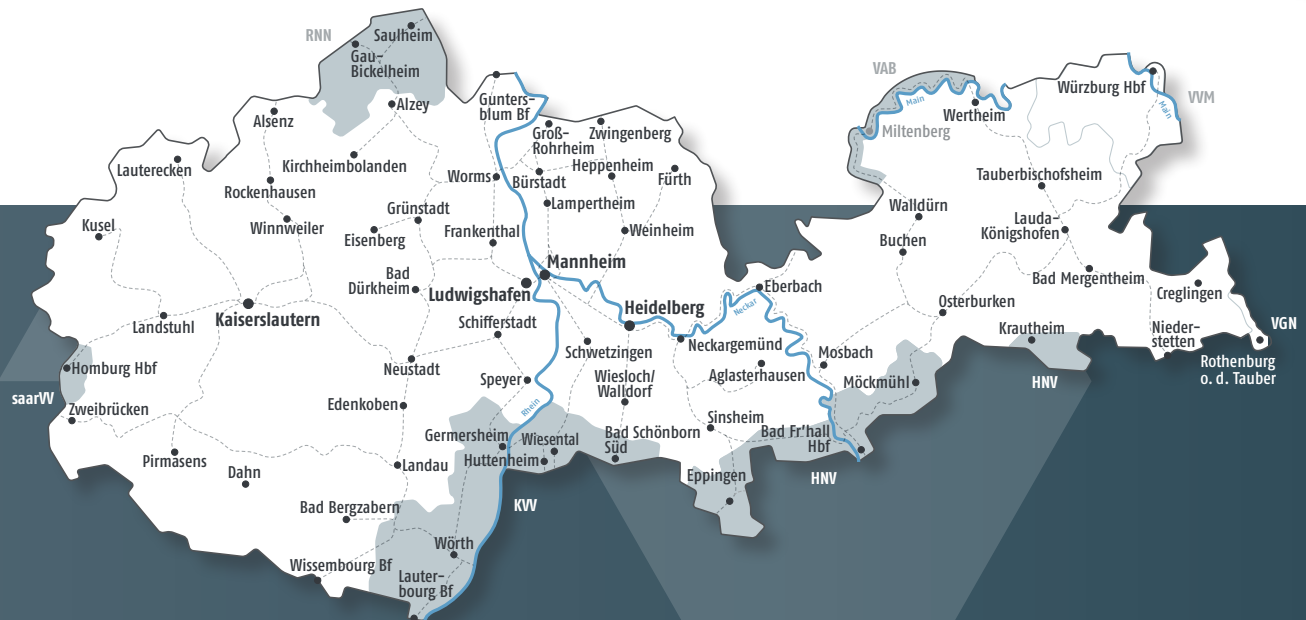 RNN
Saulheim
Gau-
Bickelheim
Alzey
Alsenz
Kirchheimbolanden
Lauterecken
Rockenhausen
Winnweiler
Kusel
Grünstadt
Eisenberg
Bad
Dürkheim
Kaiserslautern
Landstuhl
Homburg Hbf
saarVV
Zweibrücken
Pirmasens
Dahn
Neustadt
Edenkoben
Landau
Bad Bergzabern
Wissembourg Bf
Lauter-
bourg Bf
Wörth
Germersheim
Speyer
Schifferstadt
Ludwigshafen
Frankenthal
Worms
Gunters-
blum Bf
Groß-
Rohrheim
Zwingenberg
Heppenheim
Bürstadt
Fürth
Lampertheim
Weinheim
Mannheim
Heidelberg
Schwetzingen
Wiesloch/
Walldorf
Rhein
Wiesental
Huttenheim
Bad Schönborn
Süd
KVV
Neckargemünd
Aglasterhausen
Sinsheim
Eppingen
Bad Fr'hall
Hbf
HNV
Neckar
Eberbach
Mosbach
Möckmühl
Osterburken
Buchen
Walldürn
VAB
Miltenberg
Main
Wertheim
Würzburg Hbf
Main
VVM
Tauberbischofsheim
Lauda-
Königshofen
Bad Mergentheim
Krautheim
HNV
Creglingen
Nieder-
stetten
VGN
Rothenburg
o. d. Tauber